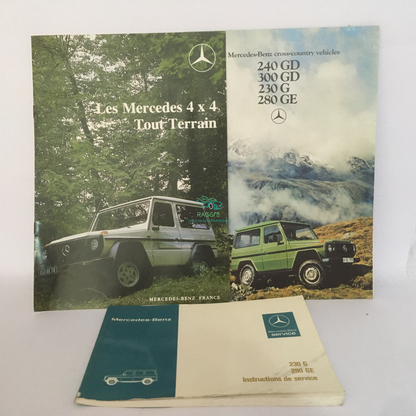 Les Mercedes 4 x 4
Tout Terrain
MERCEDES-BENZ FRANCE
Mercedes-Benz cross-country vehicles
240 GD
300 GD
230 G
280 GE
RAGGR8
Mercedes-Benz
Mercedes-Benz
service
230 G
280 GE
Instructions de service